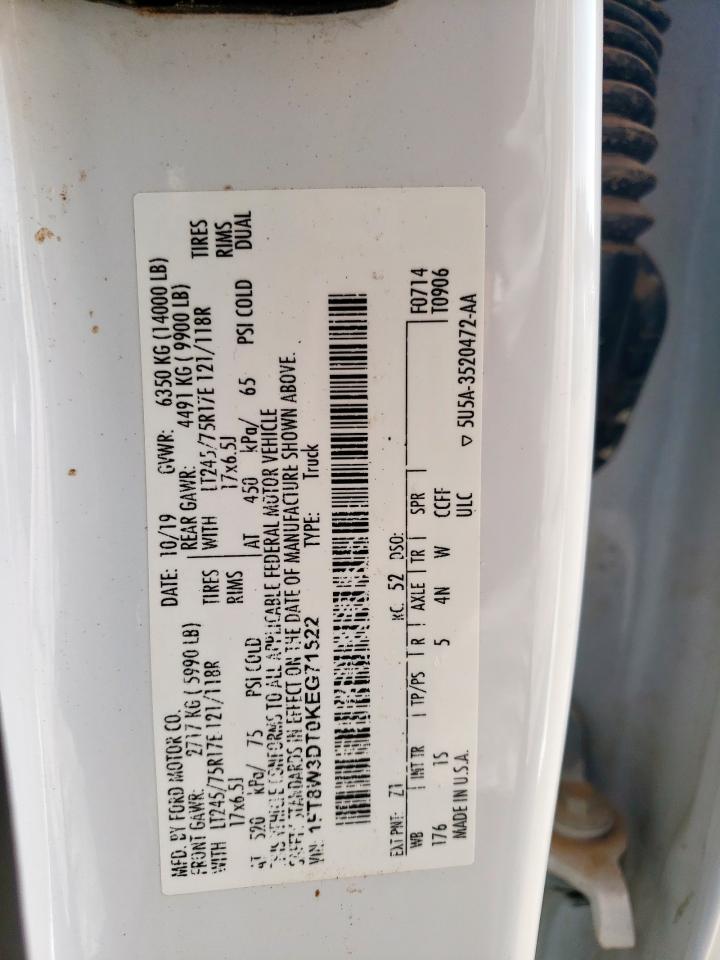 MFD. BY FORD MOTOR CO. DATE: 10/19 GVWR: 6350 KG (14000 LB)
FRONT GAWR: 2717 KG ( 5990 LB) REAR GAWR: 4491 KG ( 9900 LB)
WITH LT245/75R17E 121/118R TIRES WITH LT245/75R17E 121/118R TIRES
17x6.5J RIMS 17x6.5J RIMS
AT 520 kPa/ 75 PSI COLD AT 450 kPa/ 65 PSI COLD DUAL
THIS VEHICLE CONFORMS TO ALL APPLICABLE FEDERAL MOTOR VEHICLE
SAFETY STANDARDS IN EFFECT ON THE DATE OF MANUFACTURE SHOWN ABOVE.
VIN: 1FT8W3DT0KEG71522 TYPE: Truck
EXT PNT: Z1 RC: 52 DSO: F0714
WB INT TR TP/PS R AXLE TR SPR T0906
176 1S 5 4N W CCFF
MADE IN U.S.A. ULC ▽ 5U5A-3520472-AA